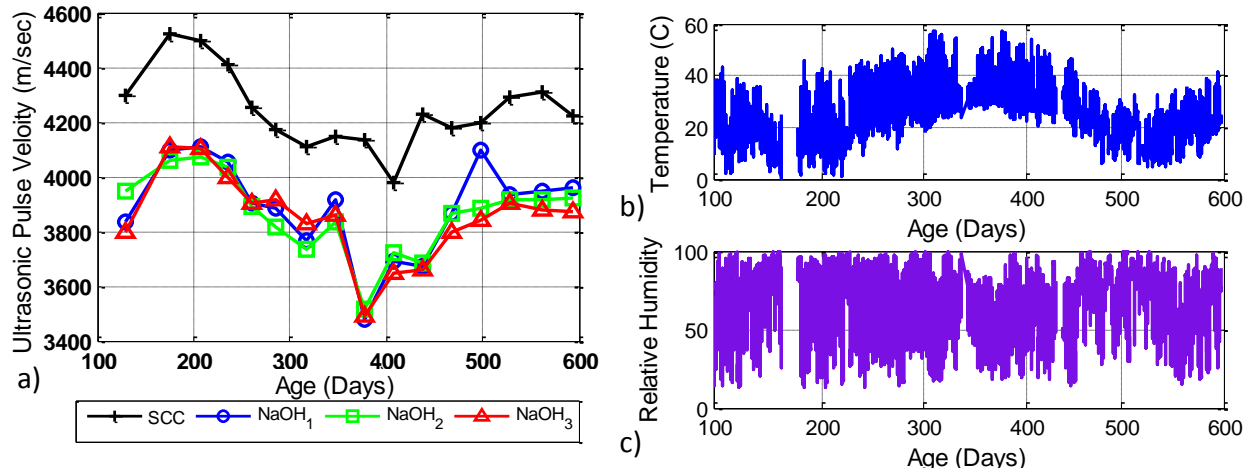 4600
4400
4200
4000
3800
3600
3400
Ultrasonic Pulse Veloity (m/sec)
100 200 300 400 500 600
Age (Days)
a)
SCC NaOH1 NaOH2 NaOH3
60
40
20
0
Temperature (C)
100 200 300 400 500 600
Age (Days)
b)
100
50
0
Relative Humidity
100 200 300 400 500 600
Age (Days)
c)